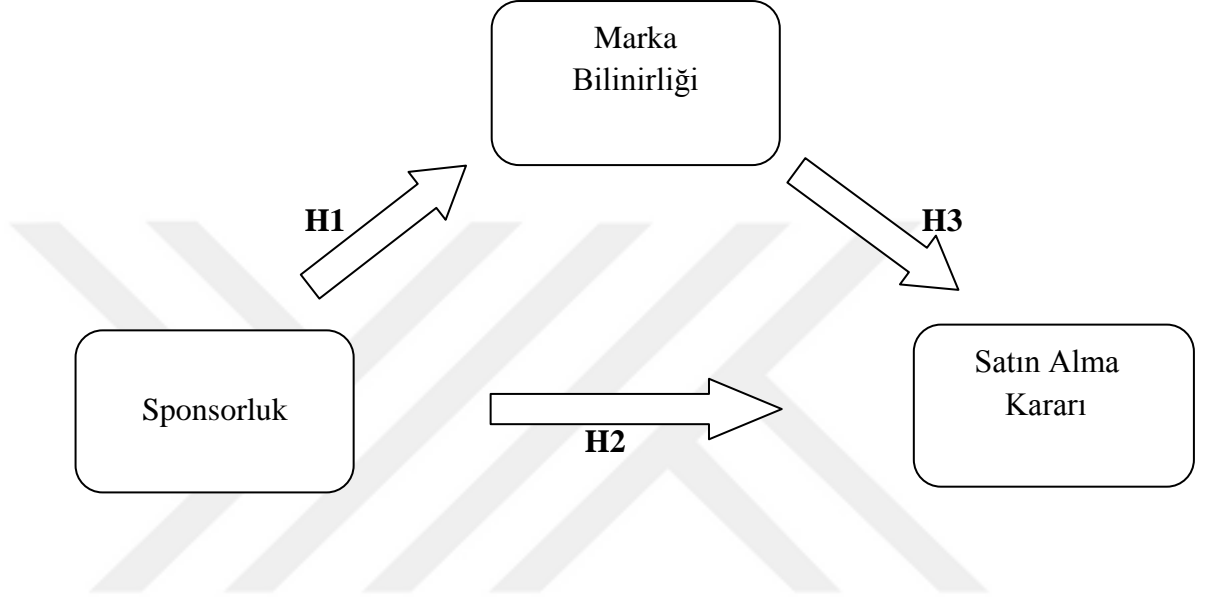 Marka
Bilinirliği
H1
H3
Sponsorluk
H2
Satın Alma
Kararı